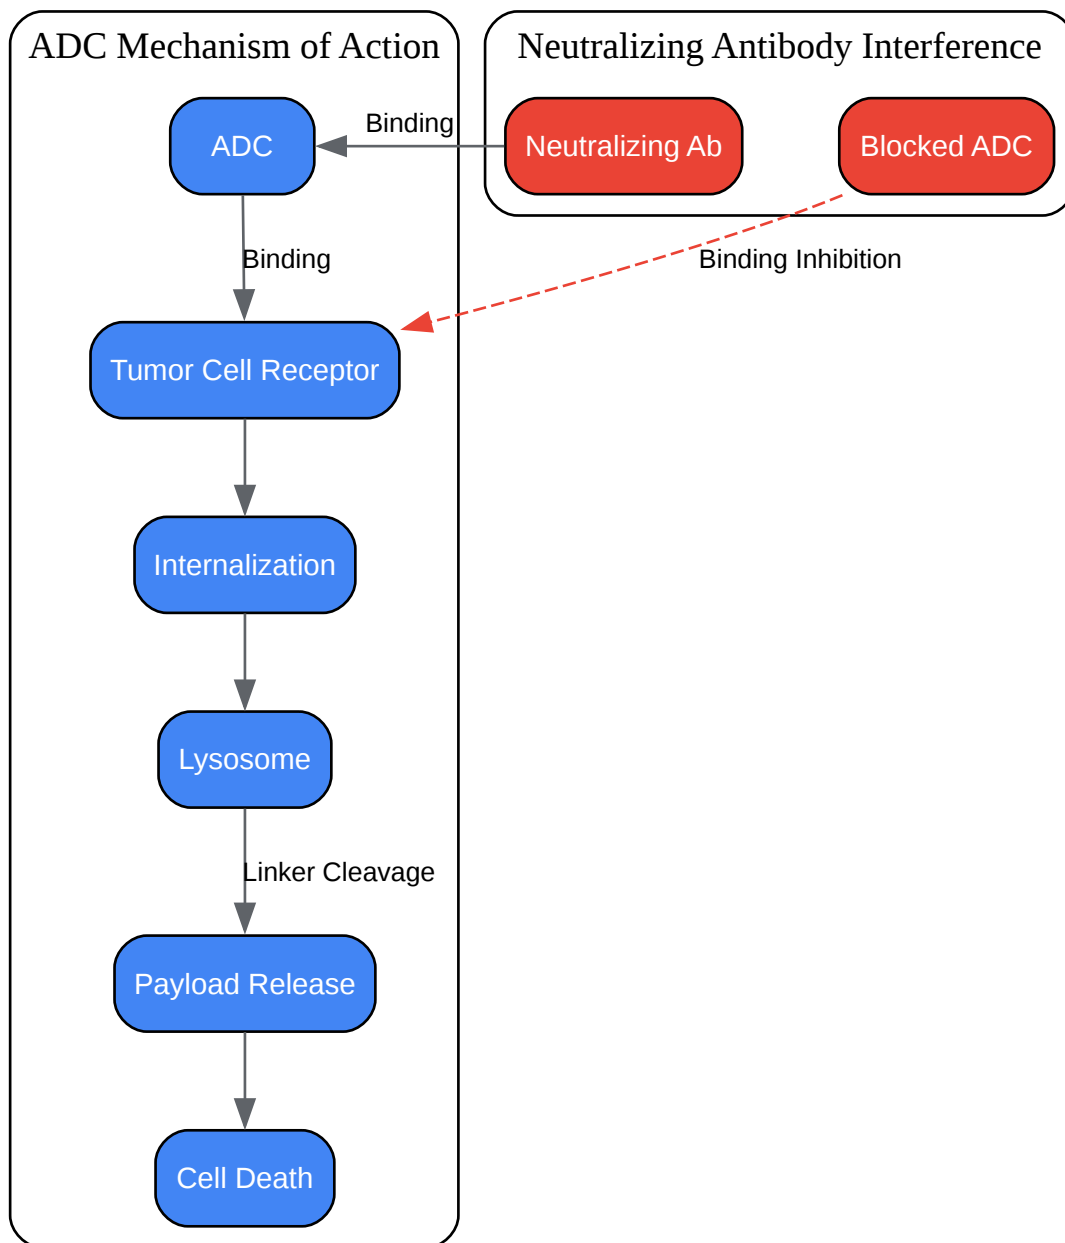 ADC Mechanism of Action
Neutralizing Antibody Interference
ADC
Binding
Neutralizing Ab
Blocked ADC
Binding
Binding Inhibition
Tumor Cell Receptor
Internalization
Lysosome
Linker Cleavage
Payload Release
Cell Death